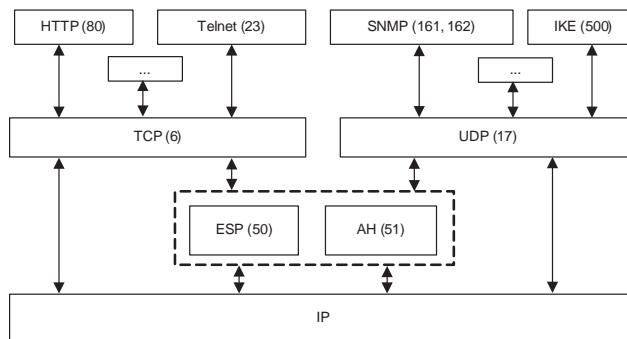 HTTP (80)
Telnet (23)
SNMP (161, 162)
IKE (500)
...
...
TCP (6)
UDP (17)
ESP (50)
AH (51)
IP